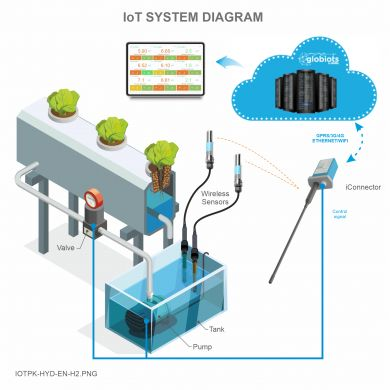 IoT SYSTEM DIAGRAM
globiots
GPRS/3G/4G
ETHERNET/WIFI
Wireless
Sensors
iConnector
Control
signal
Valve
Tank
Pump
IOTPK-HYD-EN-H2.PNG